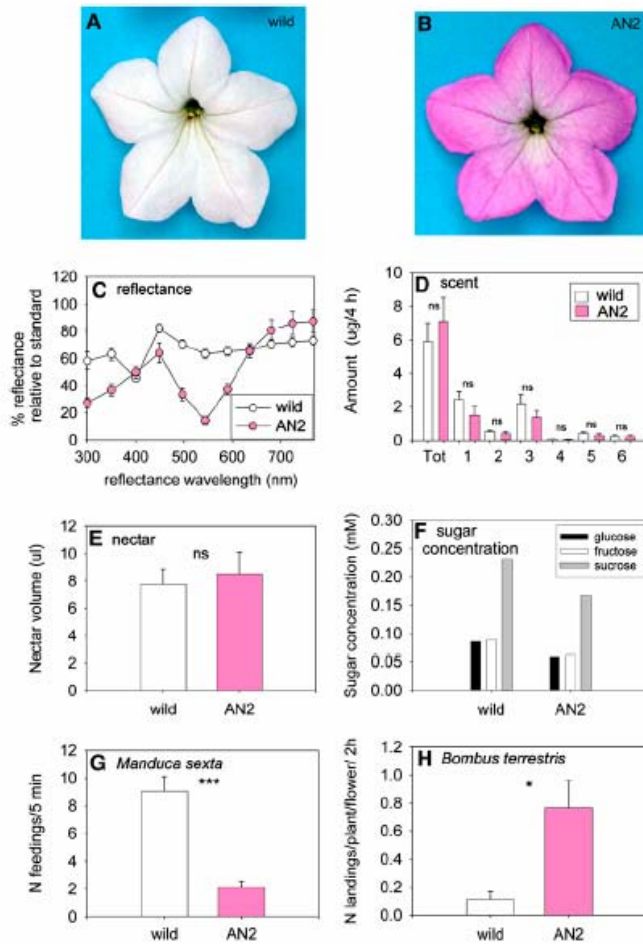 A wild
B AN2
C reflectance
% reflectance
relative to standard
120
100
80
60
40
20
0
300 400 500 600 700
reflectance wavelength (nm)
wild
AN2
D scent
Amount (ug/4 h)
8
6
4
2
0
ns
ns
ns
ns
ns
ns
ns
Tot 1 2 3 4 5 6
wild
AN2
E nectar
Nectar volume (ul)
12
10
8
6
4
2
0
ns
wild AN2
F sugar
concentration
Sugar concentration (mM)
0.30
0.25
0.20
0.15
0.10
0.05
0.00
glucose
fructose
sucrose
wild AN2
G Manduca sexta
N feedings/5 min
12
10
8
6
4
2
0
***
wild AN2
H Bombus terrestris
N landings/plant/flower/ 2h
1.2
1.0
0.8
0.6
0.4
0.2
0.0
*
wild AN2